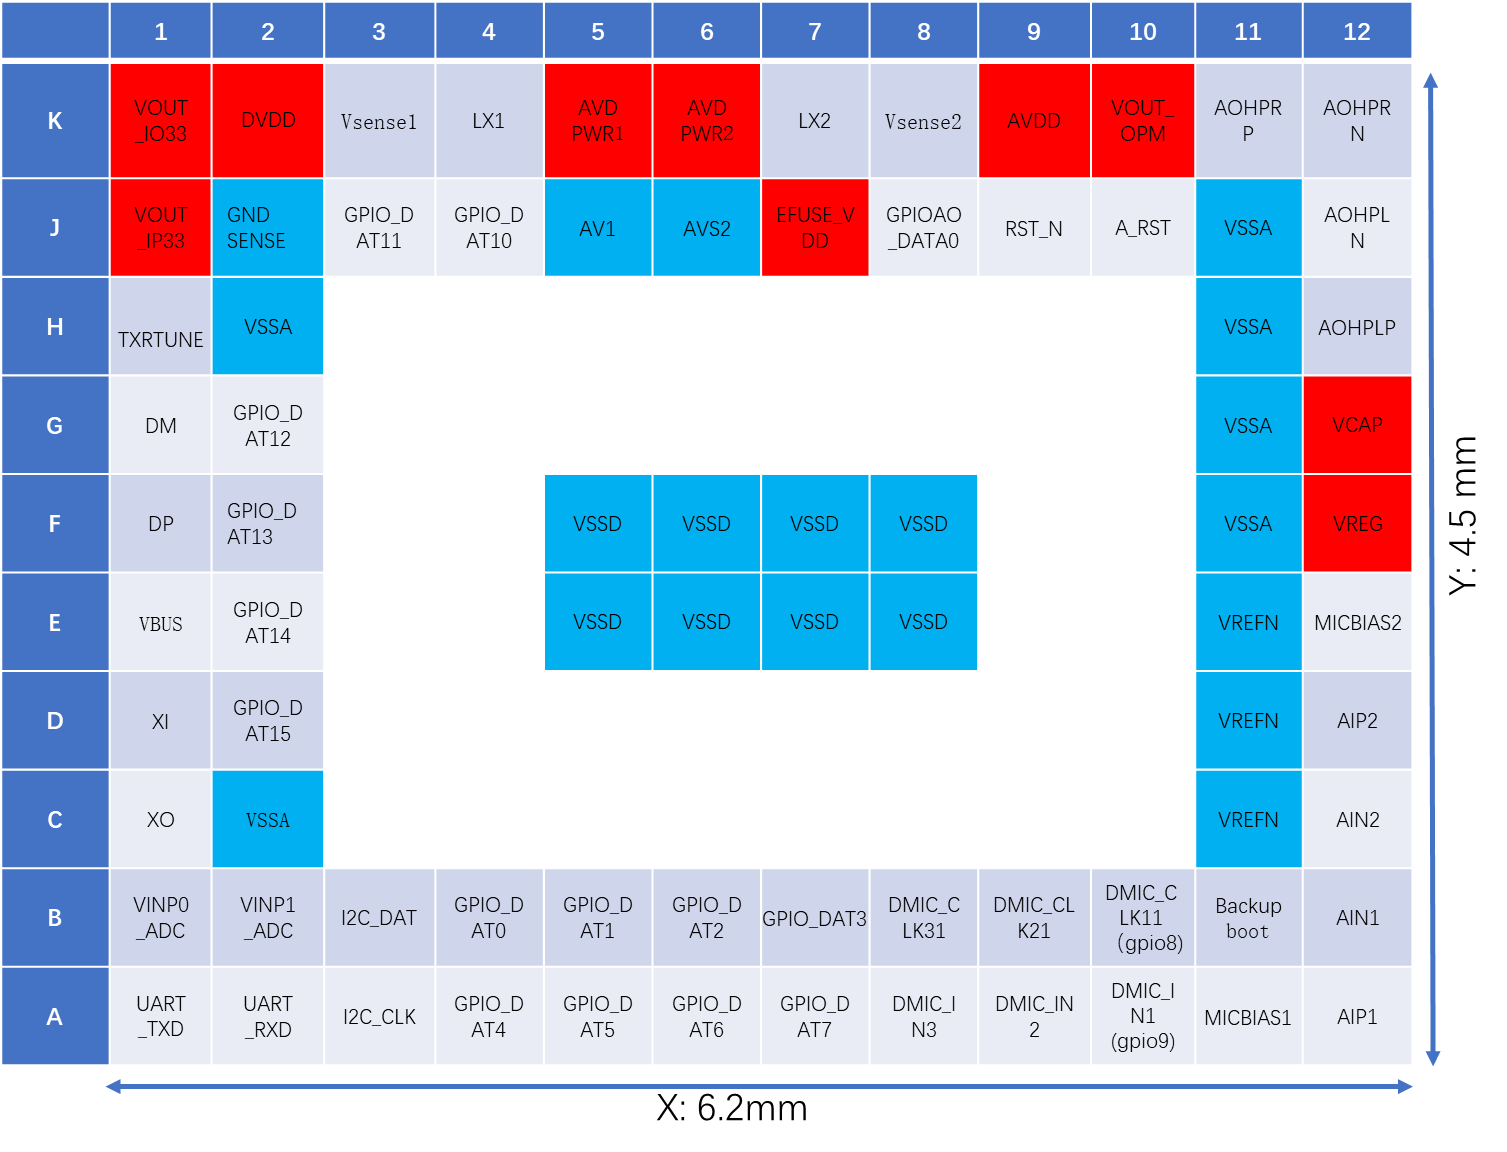 1 2 3 4 5 6 7 8 9 10 11 12
K
VOUT
_IO33
DVDD
Vsense1
LX1
AVD
PWR1
AVD
PWR2
LX2
Vsense2
AVDD
VOUT_
OPM
AOHPR
P
AOHPR
N
J
VOUT
_IP33
GND
SENSE
GPIO_D
AT11
GPIO_D
AT10
AV1
AVS2
EFUSE_V
DD
GPIOAO
_DATA0
RST_N
A_RST
VSSA
AOHPL
N
H
TXRTUNE
VSSA
VSSA
AOHPLP
G
DM
GPIO_D
AT12
VSSA
VCAP
F
DP
GPIO_D
AT13
VSSD
VSSD
VSSD
VSSD
VSSA
VREG
E
VBUS
GPIO_D
AT14
VSSD
VSSD
VSSD
VSSD
VREFN
MICBIAS2
D
XI
GPIO_D
AT15
VREFN
AIP2
C
XO
VSSA
VREFN
AIN2
B
VINP0
_ADC
VINP1
_ADC
I2C_DAT
GPIO_D
AT0
GPIO_D
AT1
GPIO_D
AT2
GPIO_DAT3
DMIC_C
LK31
DMIC_CL
K21
DMIC_C
LK11
（gpio8)
Backup
boot
AIN1
A
UART
_TXD
UART
_RXD
I2C_CLK
GPIO_D
AT4
GPIO_D
AT5
GPIO_D
AT6
GPIO_D
AT7
DMIC_I
N3
DMIC_IN
2
DMIC_I
N1
(gpio9)
MICBIAS1
AIP1
Y: 4.5 mm
X: 6.2mm